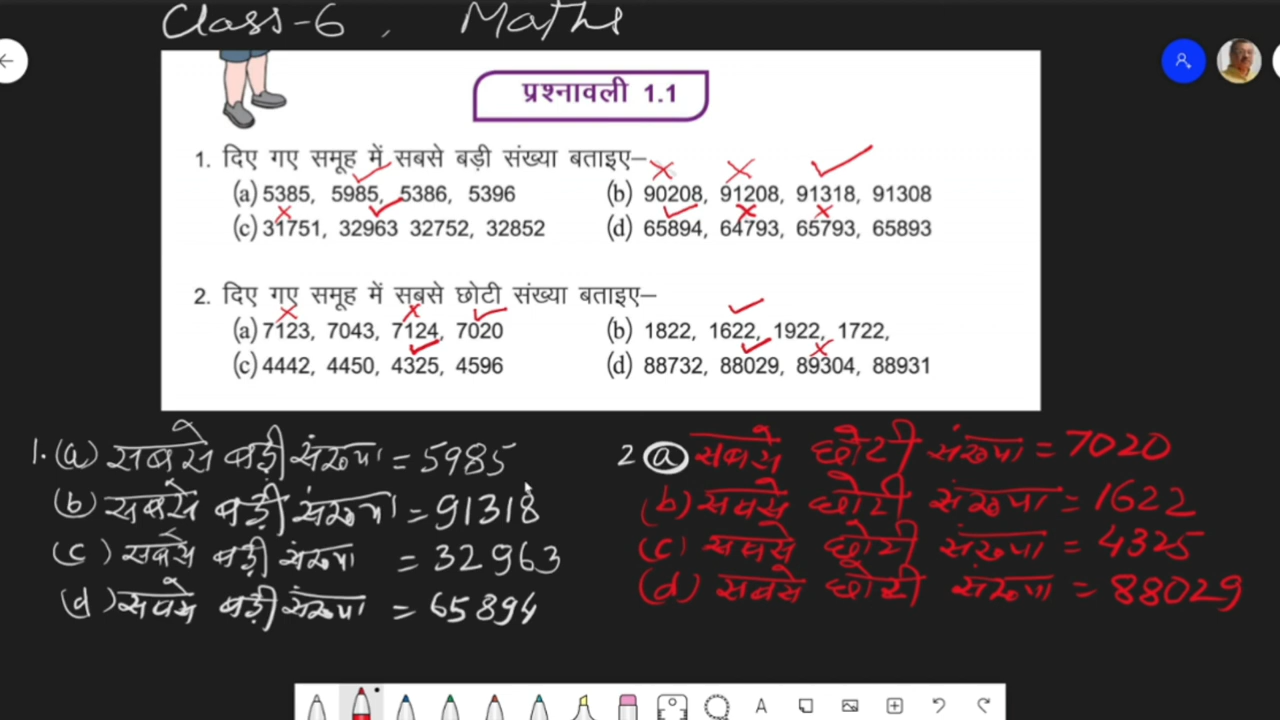 Class-6, Maths
प्रश्नावली 1.1
1. दिए गए समूह में सबसे बड़ी संख्या बताइए–
(a) 5385, 5985, 5386, 5396 (b) 90208, 91208, 91318, 91308
(c) 31751, 32963 32752, 32852 (d) 65894, 64793, 65793, 65893
2. दिए गए समूह में सबसे छोटी संख्या बताइए–
(a) 7123, 7043, 7124, 7020 (b) 1822, 1622, 1922, 1722,
(c) 4442, 4450, 4325, 4596 (d) 88732, 88029, 89304, 88931
1. (a) सबसे बड़ी संख्या = 5985
(b) सबसे बड़ी संख्या = 91318
(c) सबसे बड़ी संख्या = 32963
(d) सबसे बड़ी संख्या = 65894
2 (a) सबसे छोटी संख्या = 7020
(b) सबसे छोटी संख्या = 1622
(c) सबसे छोटी संख्या = 4325
(d) सबसे छोटी संख्या = 88029